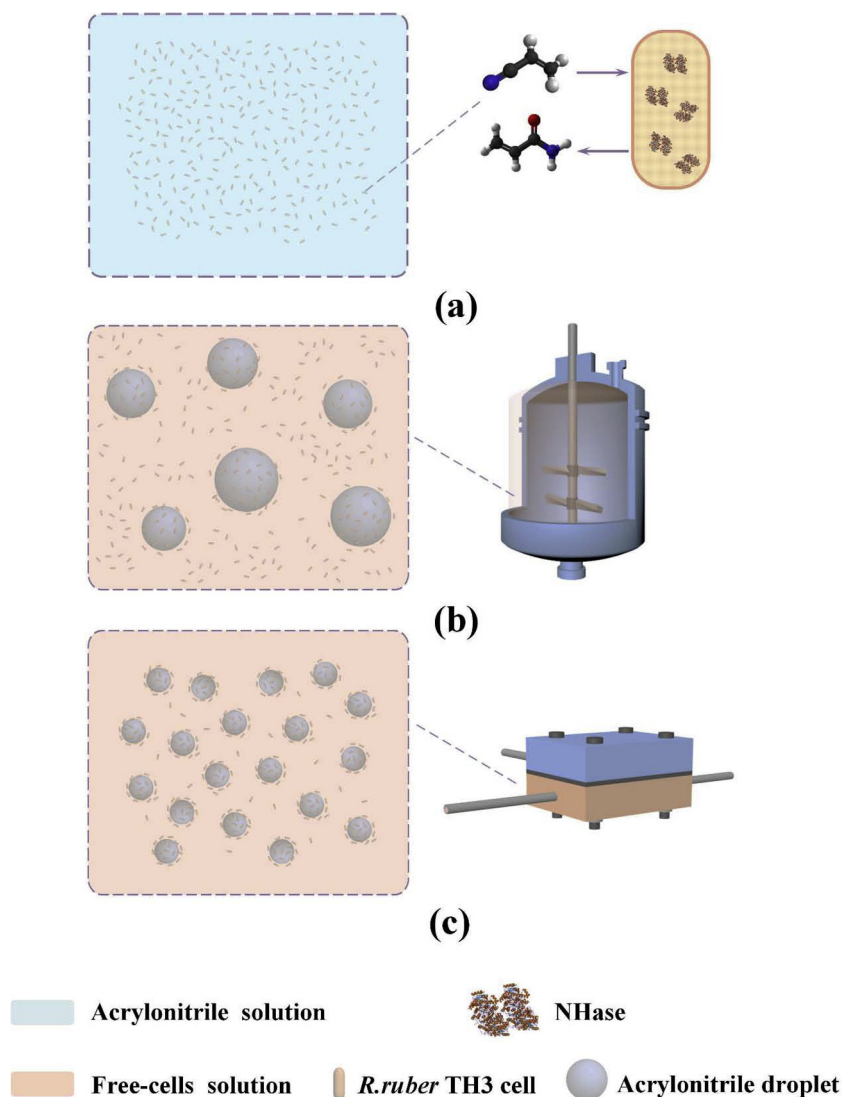 (a)
(b)
(c)
Acrylonitrile solution
NHase
Free-cells solution
R.ruber TH3 cell
Acrylonitrile droplet